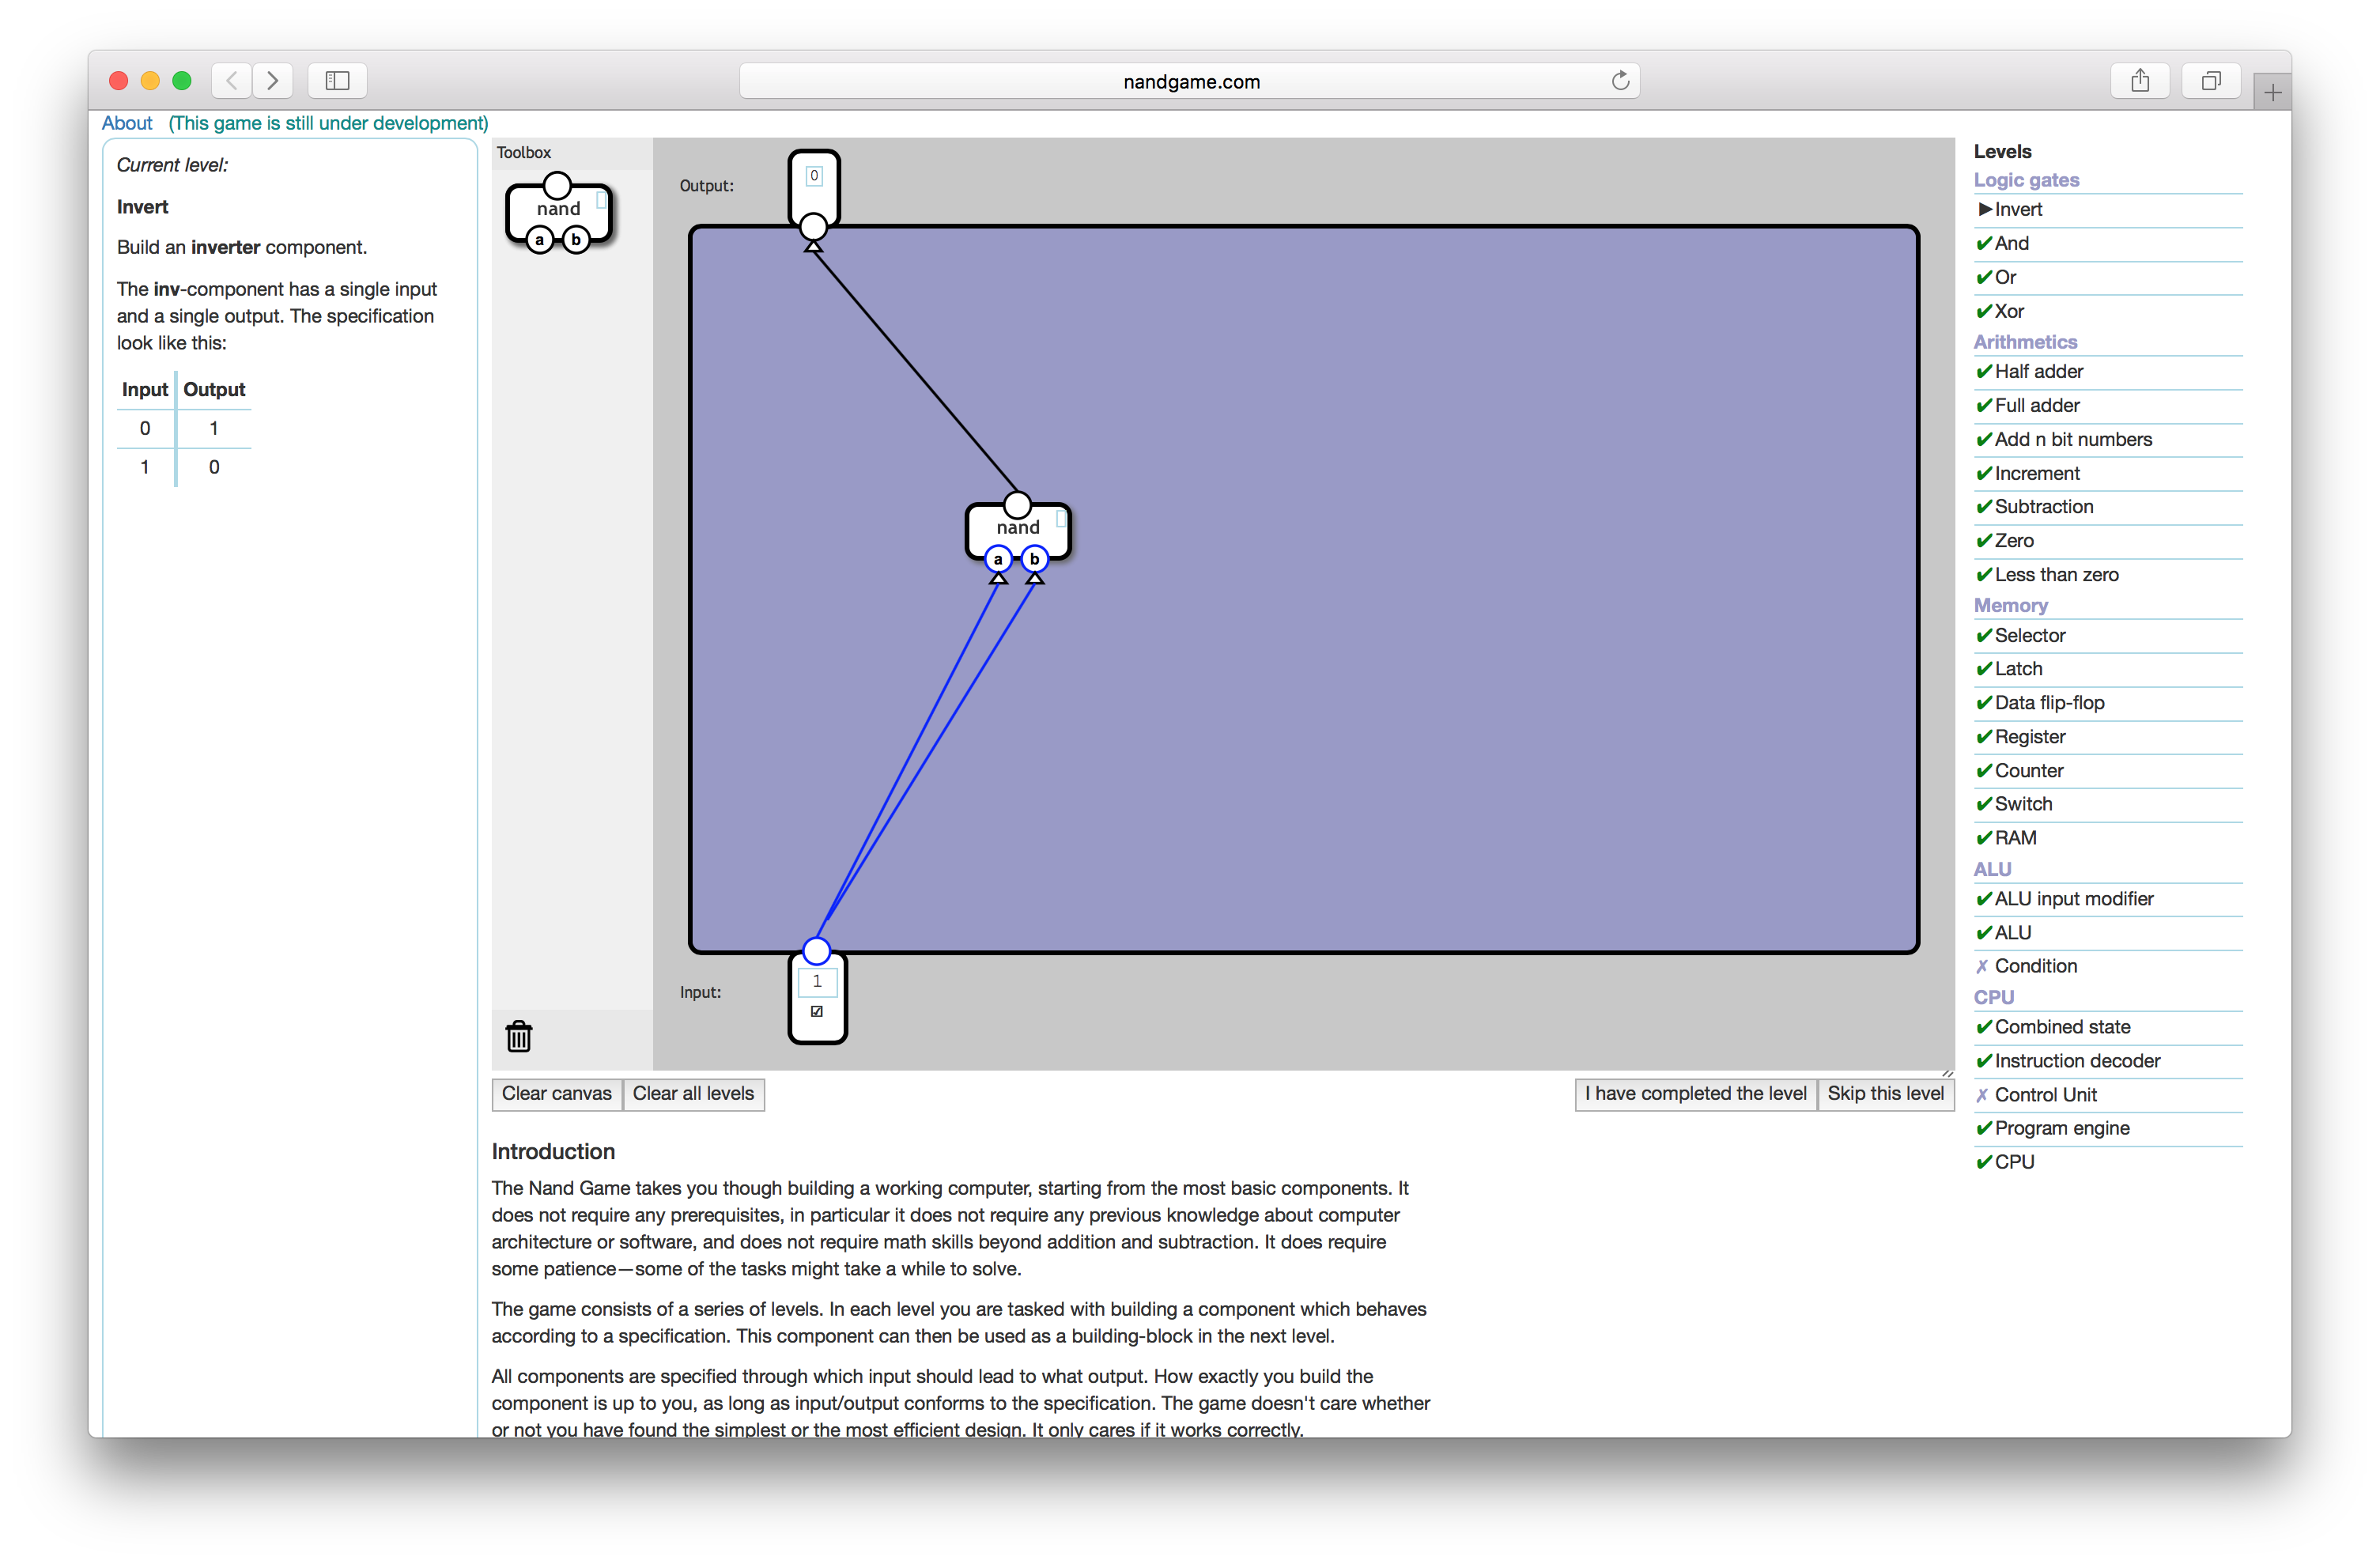 nandgame.com
About (This game is still under development)
Current level:
Invert
Build an inverter component.
The inv-component has a single input
and a single output. The specification
look like this:
Input Output
0 1
1 0
Toolbox
nand
a b
Output:
0
nand
a b
Input:
1
Clear canvas Clear all levels
I have completed the level Skip this level
Introduction
The Nand Game takes you though building a working computer, starting from the most basic components. It
does not require any prerequisites, in particular it does not require any previous knowledge about computer
architecture or software, and does not require math skills beyond addition and subtraction. It does require
some patience—some of the tasks might take a while to solve.
The game consists of a series of levels. In each level you are tasked with building a component which behaves
according to a specification. This component can then be used as a building-block in the next level.
All components are specified through which input should lead to what output. How exactly you build the
component is up to you, as long as input/output conforms to the specification. The game doesn't care whether
or not you have found the simplest or the most efficient design. It only cares if it works correctly.
Levels
Logic gates
▶Invert
✔And
✔Or
✔Xor
Arithmetics
✔Half adder
✔Full adder
✔Add n bit numbers
✔Increment
✔Subtraction
✔Zero
✔Less than zero
Memory
✔Selector
✔Latch
✔Data flip-flop
✔Register
✔Counter
✔Switch
✔RAM
ALU
✔ALU input modifier
✔ALU
✗ Condition
CPU
✔Combined state
✔Instruction decoder
✗ Control Unit
✔Program engine
✔CPU